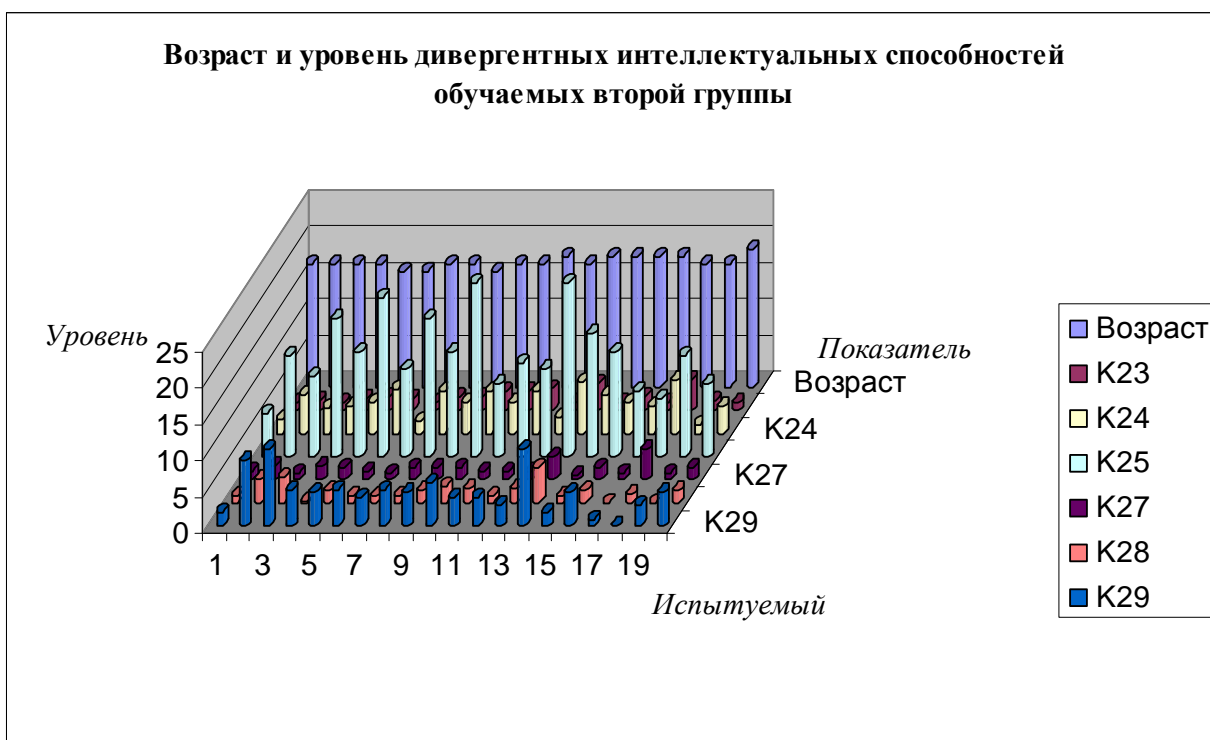 Возраст и уровень дивергентных интеллектуальных способностей
обучаемых второй группы
Уровень
25
20
15
10
5
0
1 3 5 7 9 11 13 15 17 19
Испытуемый
Показатель
Возраст
K24
K27
K29
Возраст
K23
K24
K25
K27
K28
K29